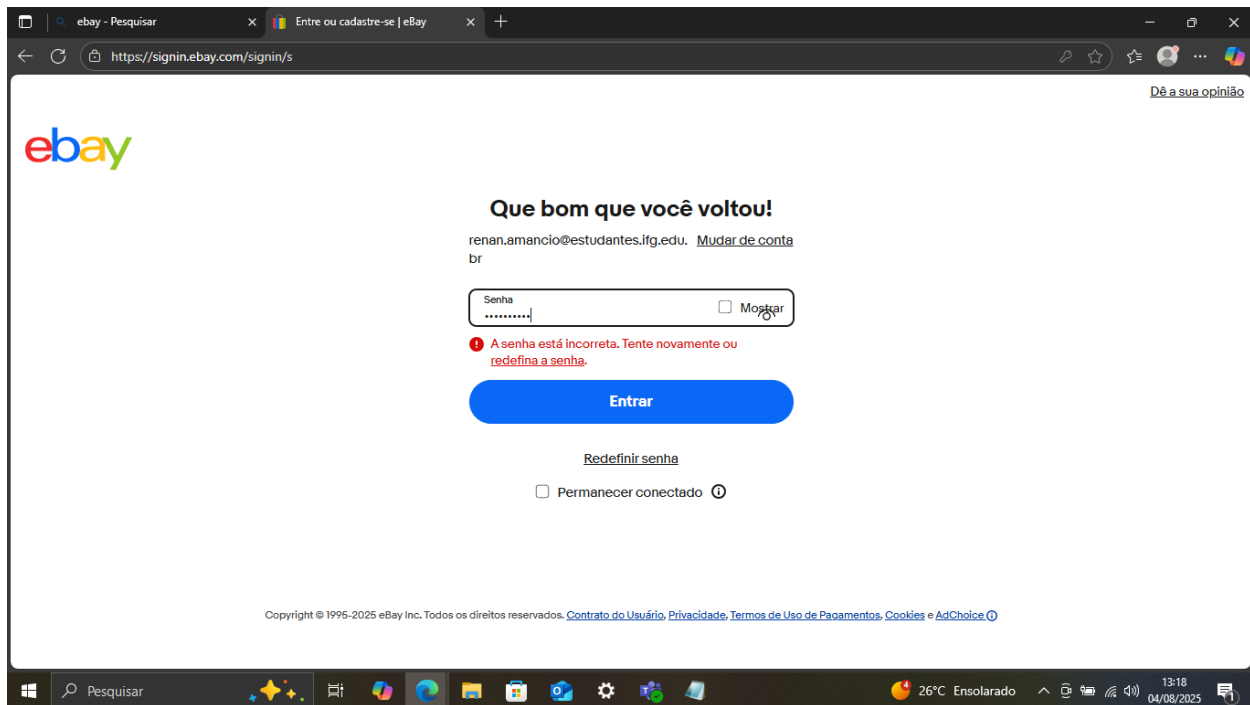 ebay - Pesquisar
Entre ou cadastre-se | eBay
https://signin.ebay.com/signin/s
Dê a sua opinião
ebay
Que bom que você voltou!
renan.amancio@estudantes.ifg.edu. Mudar de conta
br
Senha
Mostrar
A senha está incorreta. Tente novamente ou
redefina a senha.
Entrar
Redefinir senha
Permanecer conectado
Copyright © 1995-2025 eBay Inc. Todos os direitos reservados. Contrato do Usuário, Privacidade, Termos de Uso de Pagamentos, Cookies e AdChoice
Pesquisar
4
26°C Ensolarado
13:18
04/08/2025
1